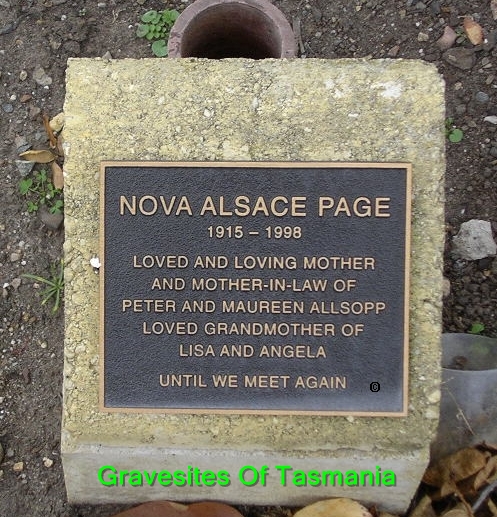 NOVA ALSACE PAGE
1915 – 1998
LOVED AND LOVING MOTHER
AND MOTHER-IN-LAW OF
PETER AND MAUREEN ALLSOPP
LOVED GRANDMOTHER OF
LISA AND ANGELA
UNTIL WE MEET AGAIN ©
Gravesites Of Tasmania